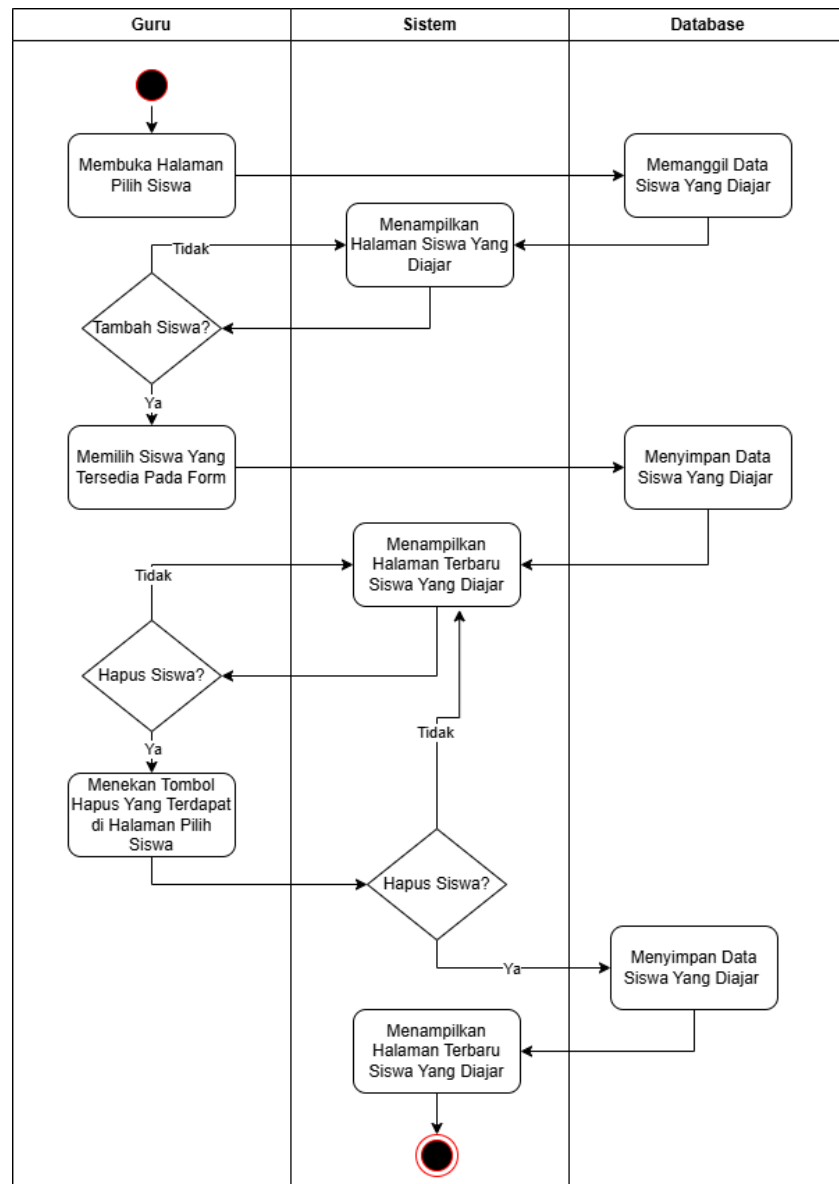 Guru
Sistem
Database
Membuka Halaman
Pilih Siswa
Memanggil Data
Siswa Yang Diajar
Menampilkan
Halaman Siswa Yang
Diajar
Tidak
Tambah Siswa?
Ya
Memilih Siswa Yang
Tersedia Pada Form
Menyimpan Data
Siswa Yang Diajar
Menampilkan
Halaman Terbaru
Siswa Yang Diajar
Tidak
Hapus Siswa?
Ya
Menekan Tombol
Hapus Yang Terdapat
di Halaman Pilih
Siswa
Tidak
Hapus Siswa?
Ya
Menyimpan Data
Siswa Yang Diajar
Menampilkan
Halaman Terbaru
Siswa Yang Diajar